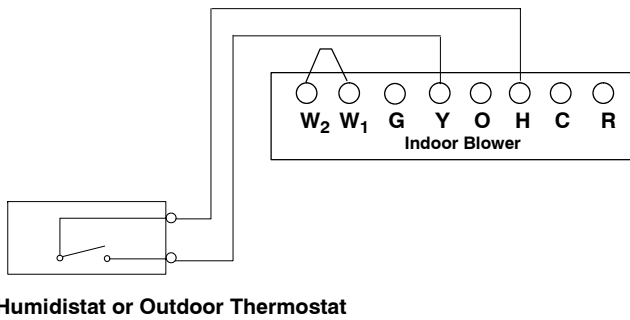 W2 W1 G Y O H C R
Indoor Blower
Humidistat or Outdoor Thermostat